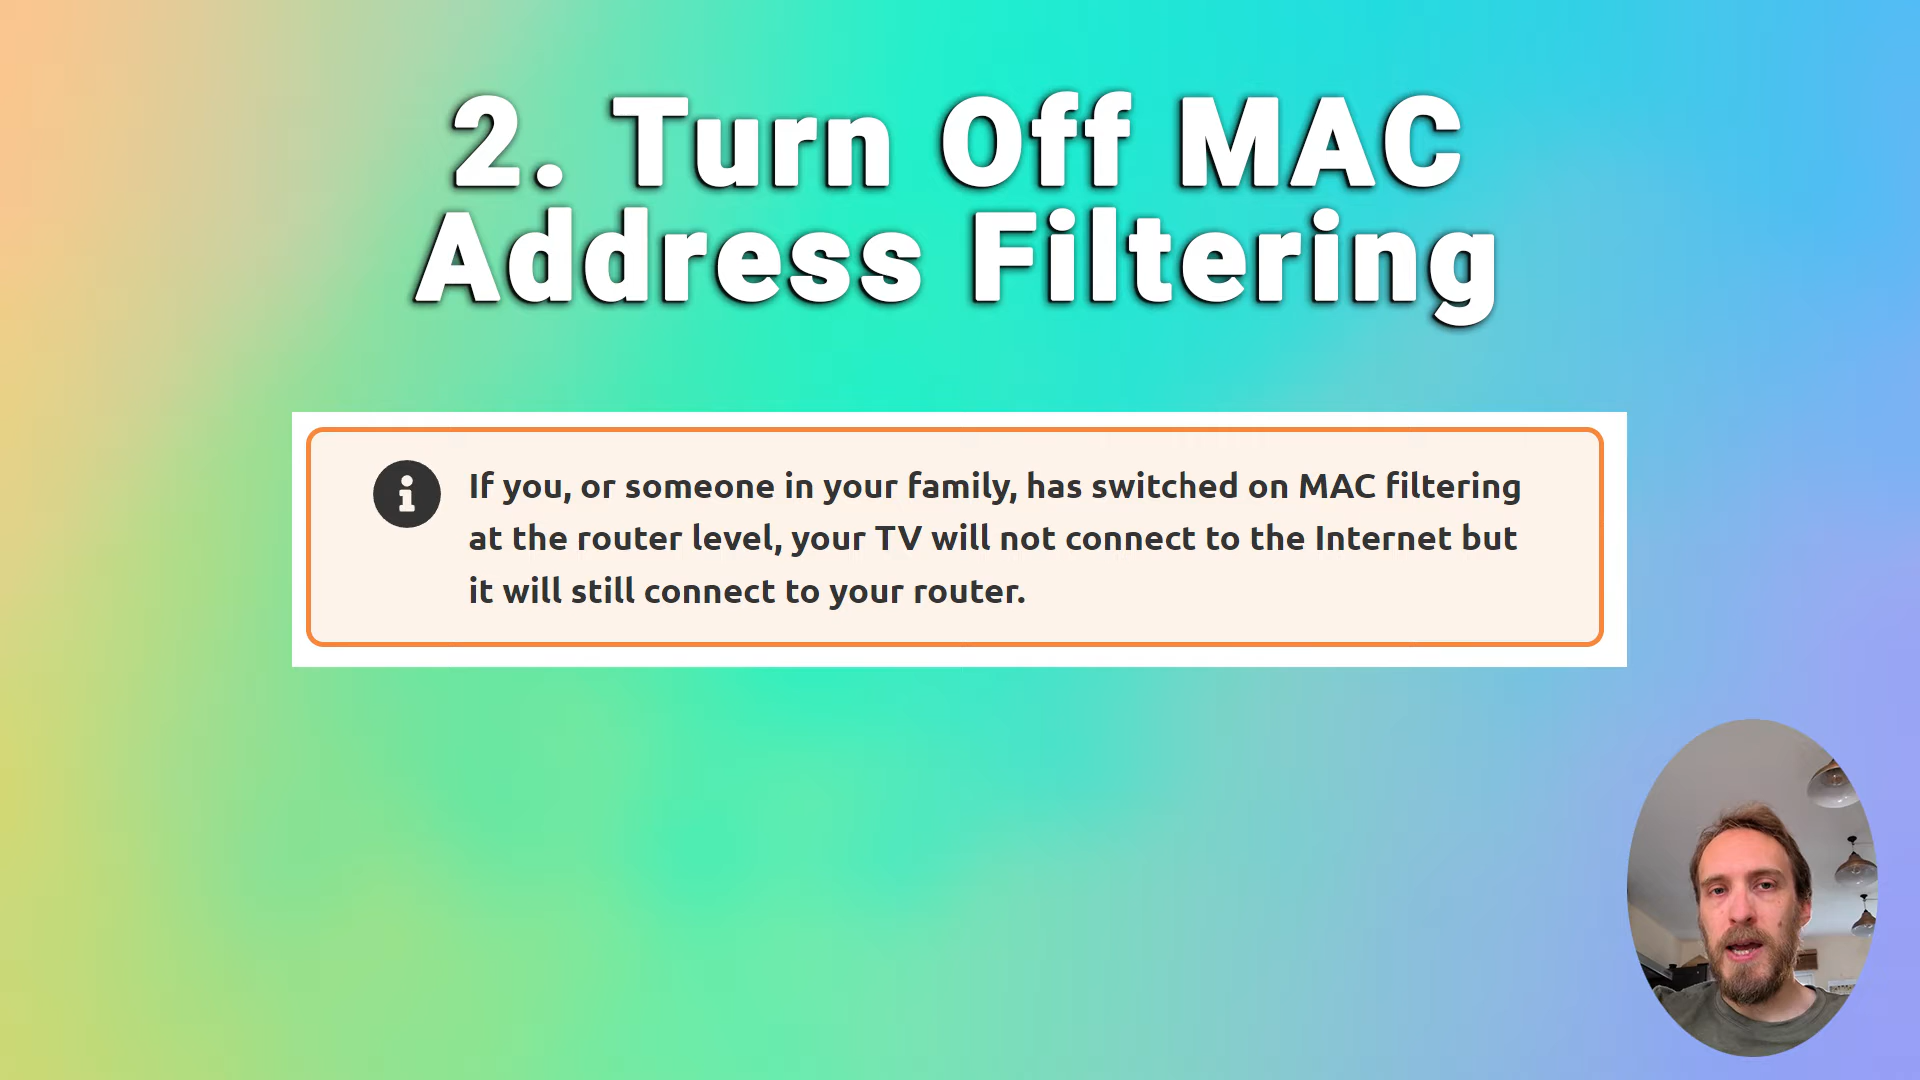 2. Turn Off MAC
Address Filtering
If you, or someone in your family, has switched on MAC filtering
at the router level, your TV will not connect to the Internet but
it will still connect to your router.